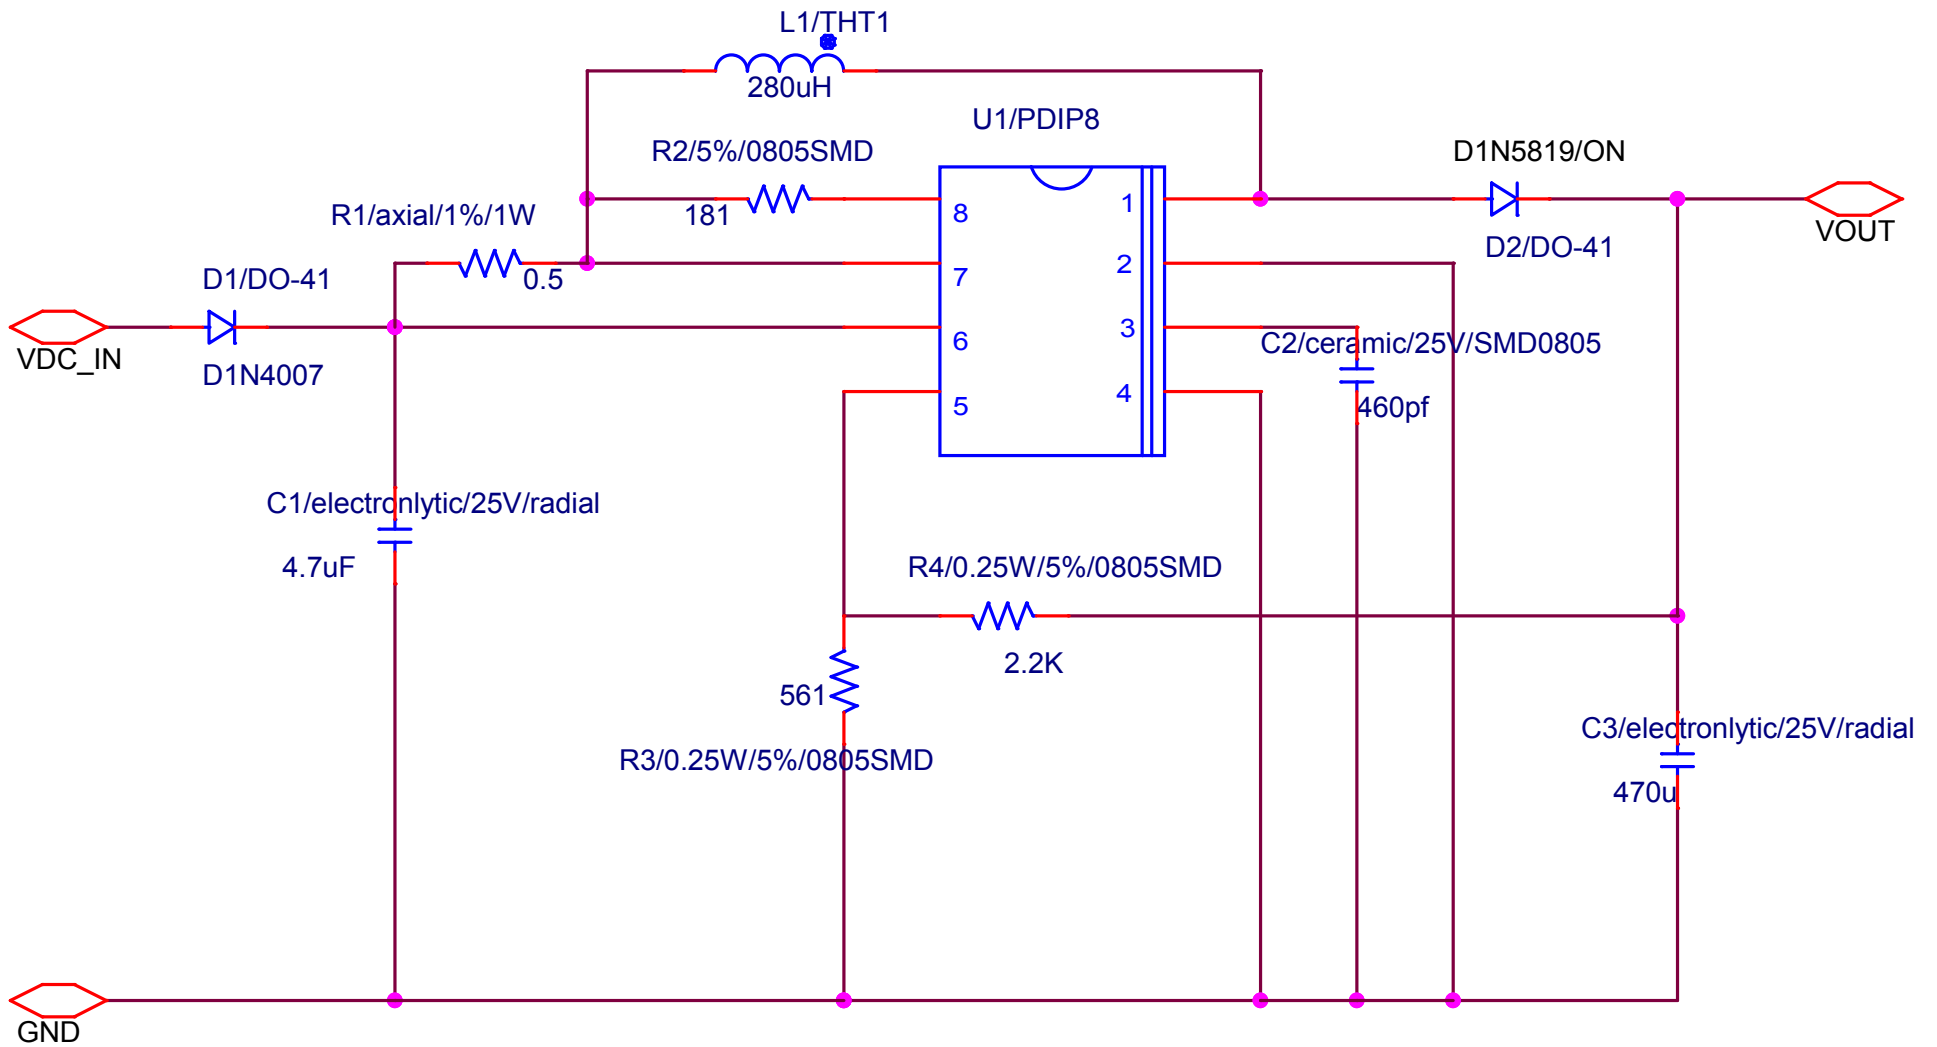 L1/THT1
280uH
U1/PDIP8
R2/5%/0805SMD
D1N5819/ON
181
8
1
R1/axial/1%/1W
VOUT
D2/DO-41
0.5
7
2
D1/DO-41
VDC_IN
6
3
C2/ceramic/25V/SMD0805
D1N4007
5
4
460pf
C1/electronlytic/25V/radial
4.7uF
R4/0.25W/5%/0805SMD
2.2K
561
R3/0.25W/5%/0805SMD
C3/electronlytic/25V/radial
470u
GND